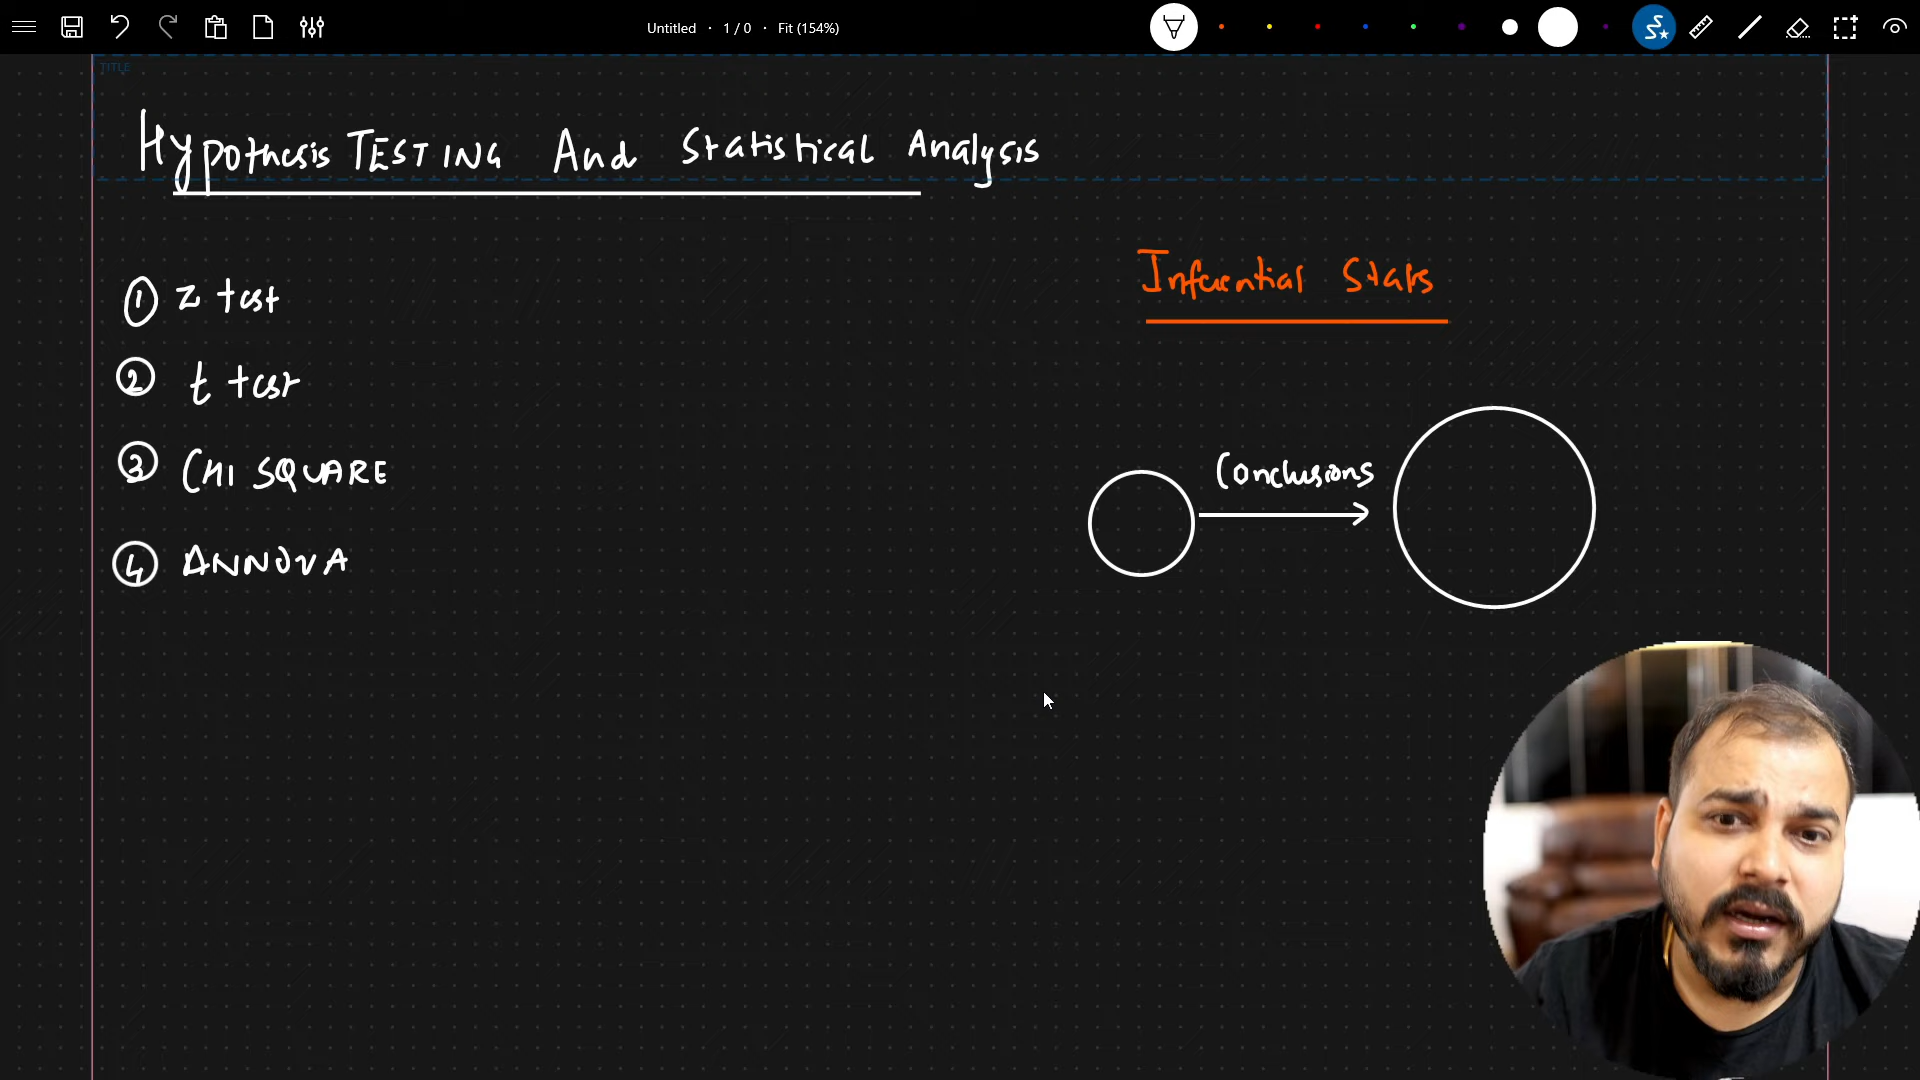 Untitled · 1 / 0 · Fit (154%)
TITLE
Hypothesis TESTING And Statistical Analysis
Inferential Stats
① z test
② t test
③ CHI SQUARE
④ ANNOVA
Conclusions